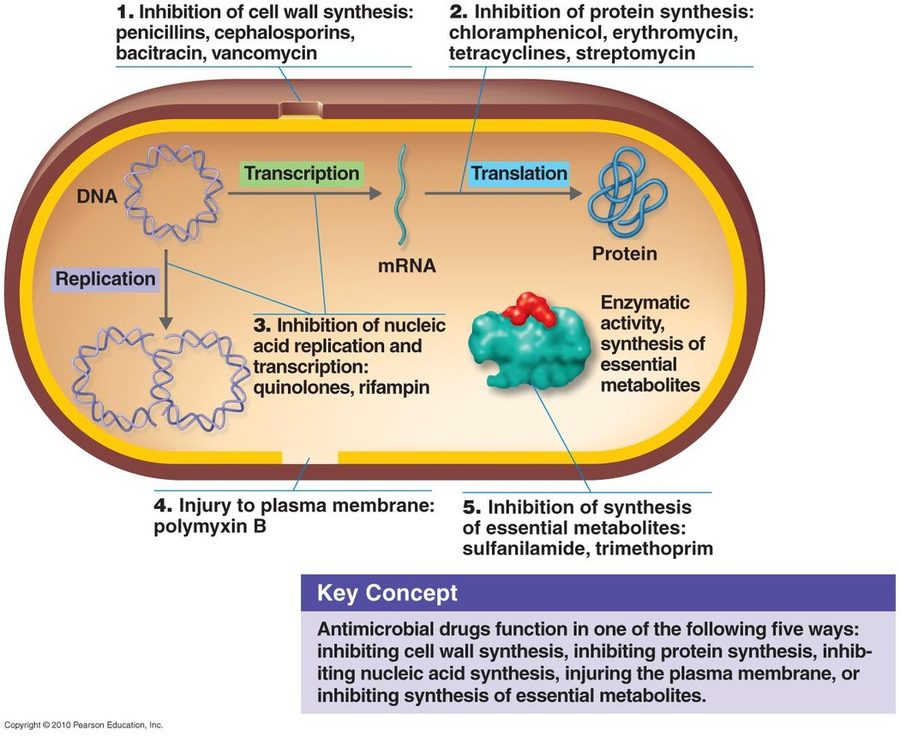 1. Inhibition of cell wall synthesis:
penicillins, cephalosporins,
bacitracin, vancomycin
2. Inhibition of protein synthesis:
chloramphenicol, erythromycin,
tetracyclines, streptomycin
DNA
Transcription
mRNA
Translation
Protein
Replication
3. Inhibition of nucleic
acid replication and
transcription:
quinolones, rifampin
Enzymatic
activity,
synthesis of
essential
metabolites
4. Injury to plasma membrane:
polymyxin B
5. Inhibition of synthesis
of essential metabolites:
sulfanilamide, trimethoprim
Key Concept
Antimicrobial drugs function in one of the following five ways:
inhibiting cell wall synthesis, inhibiting protein synthesis, inhib-
iting nucleic acid synthesis, injuring the plasma membrane, or
inhibiting synthesis of essential metabolites.
Copyright © 2010 Pearson Education, Inc.